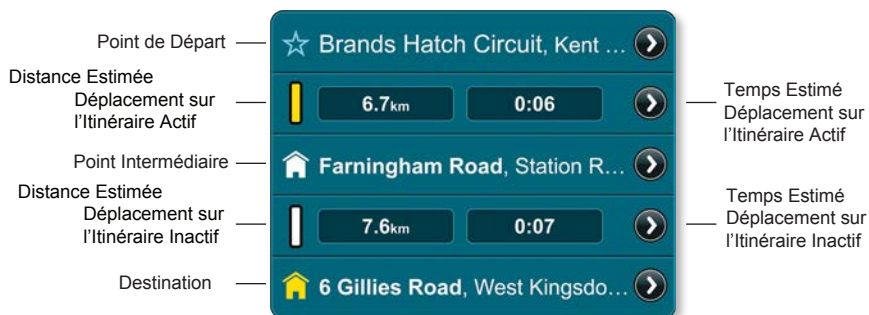 Point de Départ
Brands Hatch Circuit, Kent ...
Distance Estimée
Déplacement sur
l'Itinéraire Actif
6.7km
0:06
Temps Estimé
Déplacement sur
l'Itinéraire Actif
Point Intermédiaire
Farningham Road, Station R...
Distance Estimée
Déplacement sur
l'Itinéraire Inactif
7.6km
0:07
Temps Estimé
Déplacement sur
l'Itinéraire Inactif
Destination
6 Gillies Road, West Kingsdo...